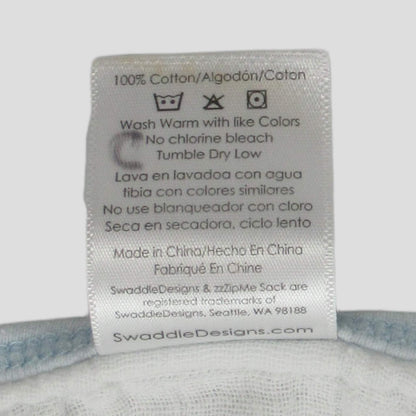 100% Cotton/Algodón/Coton
Wash Warm with like Colors
C
No chlorine bleach
Tumble Dry Low
Lava en lavadoa con agua
tibia con colores similares
No use blanqueador con cloro
Seca en secadora, ciclo lento
Made in China/Hecho En China
Fabriqué En Chine
SwaddleDesigns & zzZipMe Sack are
registered trademarks of
SwaddleDesigns, Seattle, WA 98188
SwaddleDesigns.com